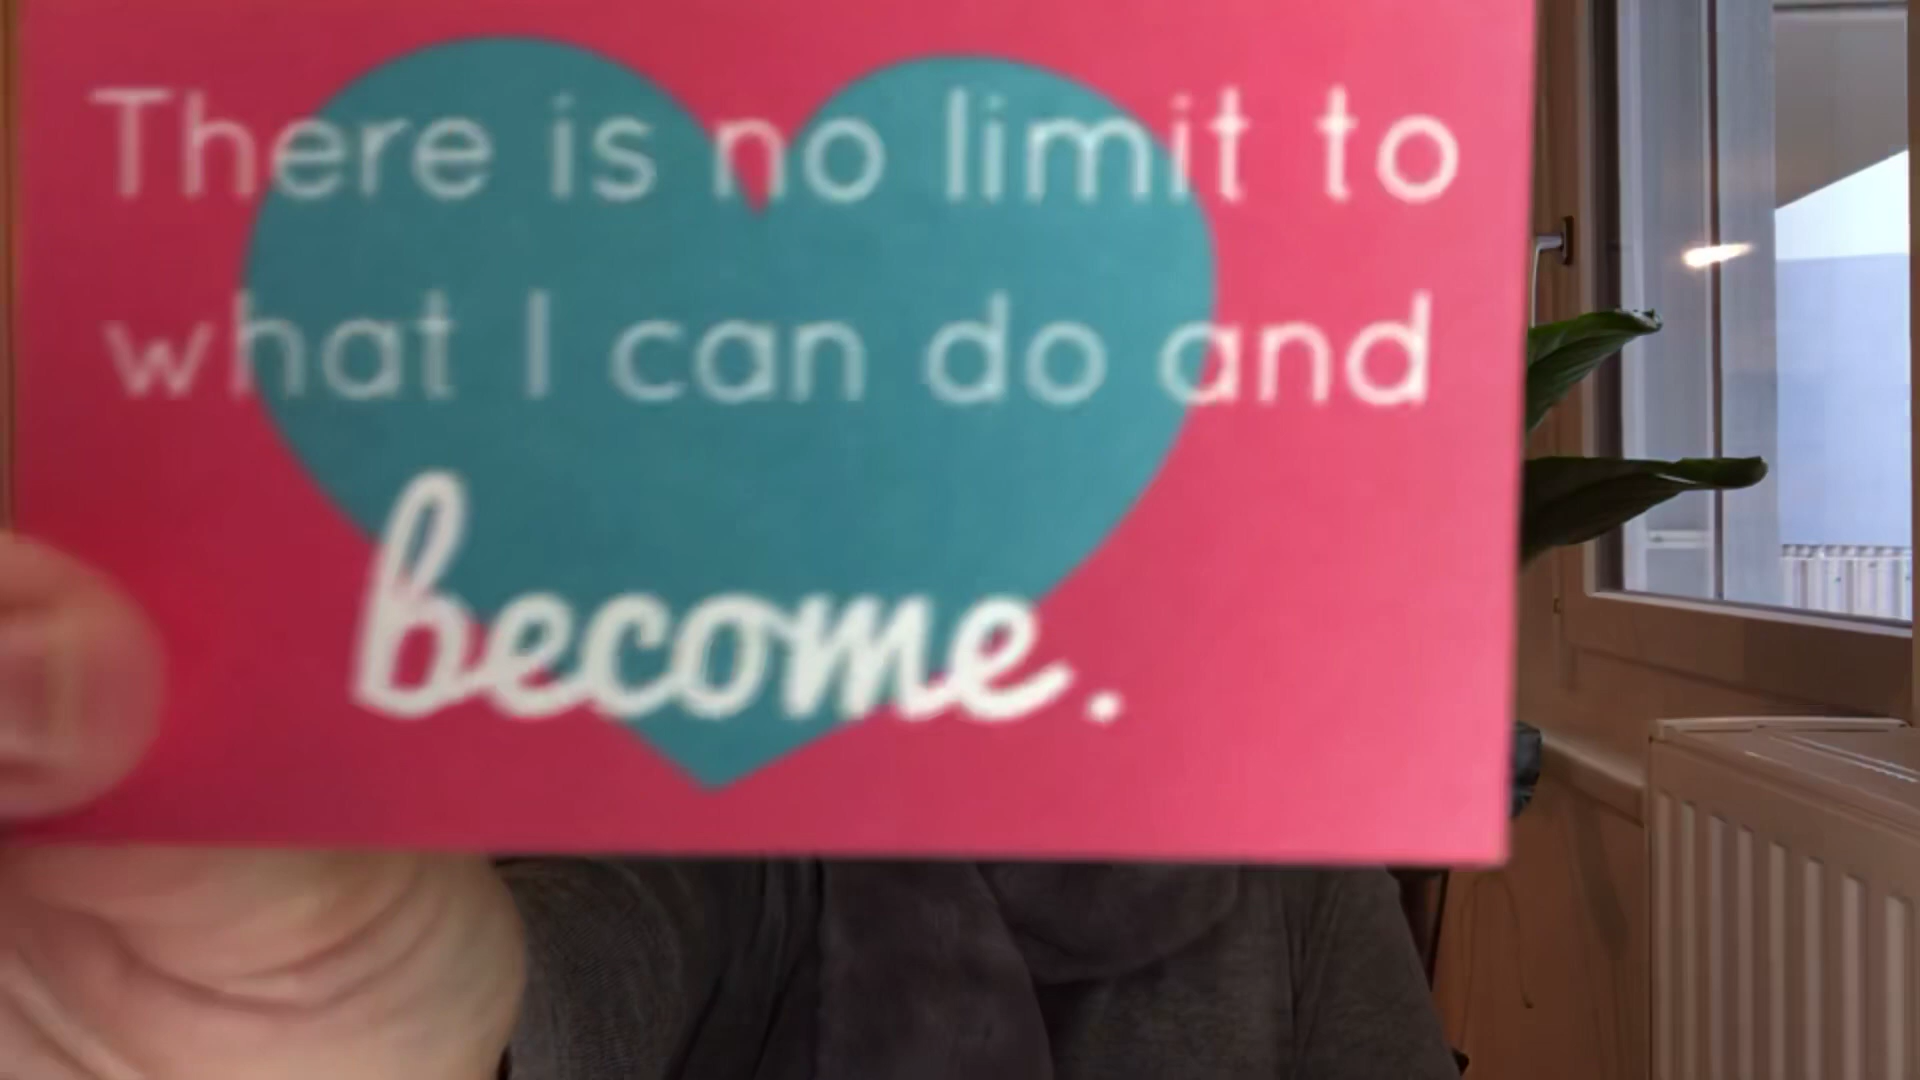 There is no limit to
what I can do and
become.